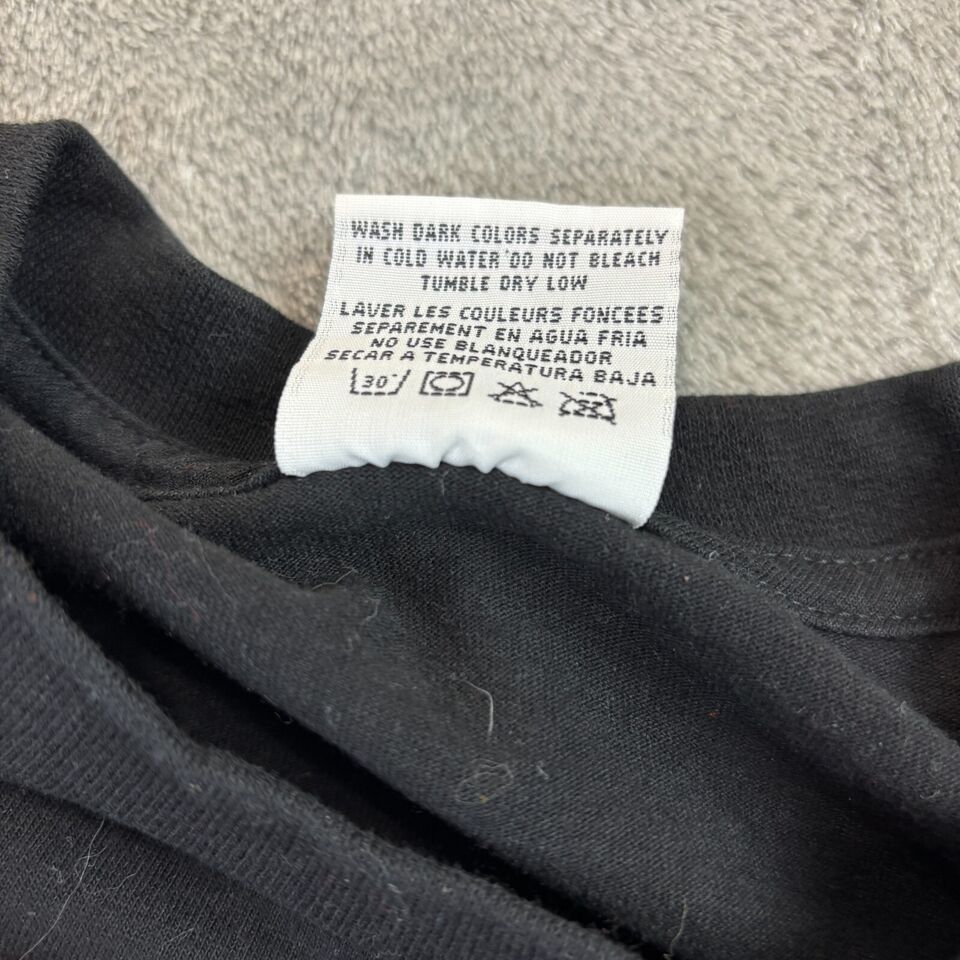 WASH DARK COLORS SEPARATELY
IN COLD WATER DO NOT BLEACH
TUMBLE DRY LOW
LAVER LES COULEURS FONCEES
SEPAREMENT EN AGUA FRIA
NO USE BLANQUEADOR
SECAR A TEMPERATURA BAJA
30°